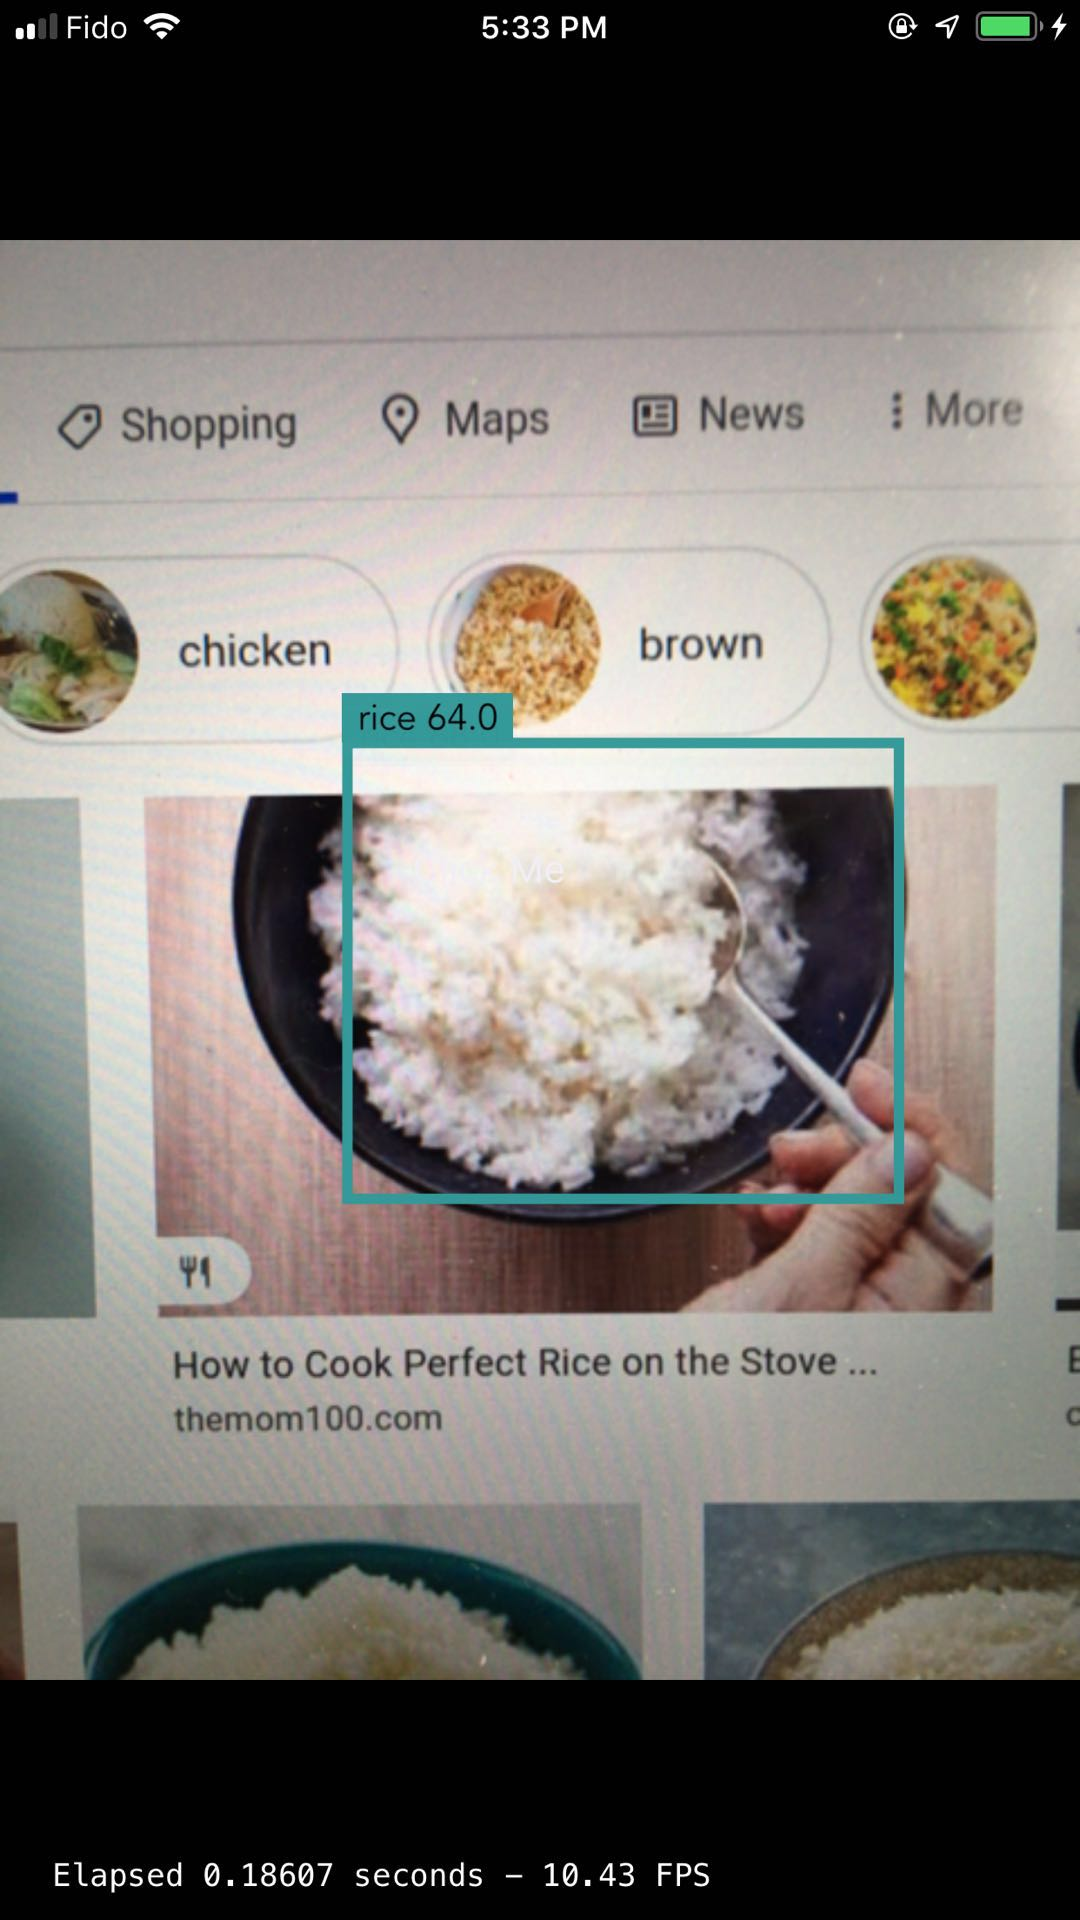 Fido 5:33 PM
Shopping Maps News More
chicken brown
rice 64.0
Me
How to Cook Perfect Rice on the Stove ...
themom100.com
Elapsed 0.18607 seconds – 10.43 FPS